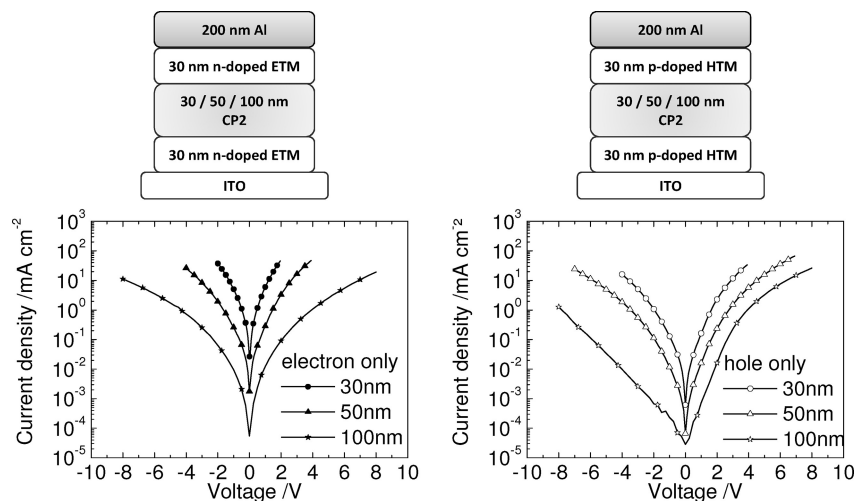 200 nm Al
30 nm n-doped ETM
30 / 50 / 100 nm
CP2
30 nm n-doped ETM
ITO
200 nm Al
30 nm p-doped HTM
30 / 50 / 100 nm
CP2
30 nm p-doped HTM
ITO
Current density /mA cm⁻²
10³
10²
10¹
10⁰
10⁻¹
10⁻²
10⁻³
10⁻⁴
10⁻⁵
electron only
30nm
50nm
100nm
-10 -8 -6 -4 -2 0 2 4 6 8 10
Voltage /V
Current density /mA cm⁻²
10³
10²
10¹
10⁰
10⁻¹
10⁻²
10⁻³
10⁻⁴
10⁻⁵
hole only
30nm
50nm
100nm
-10 -8 -6 -4 -2 0 2 4 6 8 10
Voltage /V